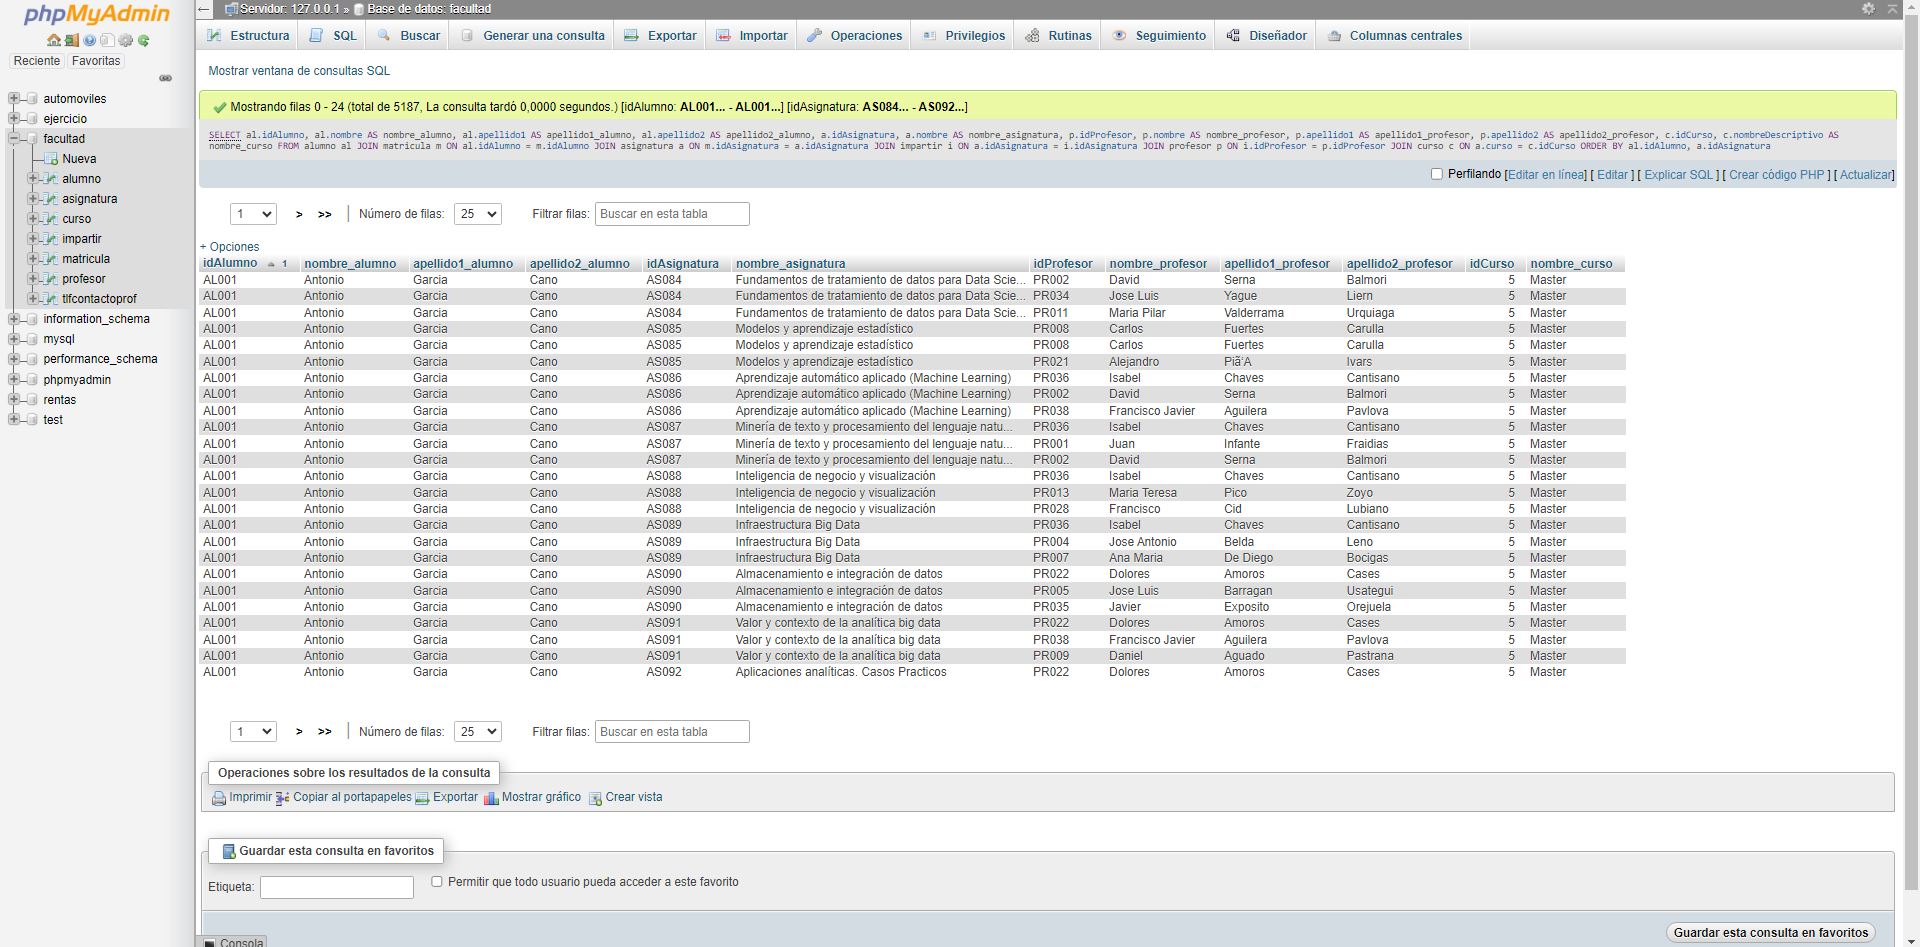 phpMyAdmin
Reciente Favoritas
automoviles
ejercicio
facultad
Nueva
alumno
asignatura
curso
impartir
matricula
profesor
tlfcontactoprof
information_schema
mysql
performance_schema
phpmyadmin
rentas
test
← Servidor: 127.0.0.1 » Base de datos: facultad
Estructura SQL Buscar Generar una consulta Exportar Importar Operaciones Privilegios Rutinas Seguimiento Diseñador Columnas centrales
Mostrar ventana de consultas SQL
Mostrando filas 0 - 24 (total de 5187, La consulta tardó 0,0000 segundos.) [idAlumno: AL001... - AL001...] [idAsignatura: AS084... - AS092...]
SELECT al.idAlumno, al.nombre AS nombre_alumno, al.apellido1 AS apellido1_alumno, al.apellido2 AS apellido2_alumno, a.idAsignatura, a.nombre AS nombre_asignatura, p.idProfesor, p.nombre AS nombre_profesor, p.apellido1 AS apellido1_profesor, p.apellido2 AS apellido2_profesor, c.idCurso, c.nombreDescriptivo AS
nombre_curso FROM alumno al JOIN matricula m ON al.idAlumno = m.idAlumno JOIN asignatura a ON m.idAsignatura = a.idAsignatura JOIN impartir i ON a.idAsignatura = i.idAsignatura JOIN profesor p ON i.idProfesor = p.idProfesor JOIN curso c ON a.curso = c.idCurso ORDER BY al.idAlumno, a.idAsignatura
Perfilando [Editar en línea] [ Editar ] [ Explicar SQL ] [ Crear código PHP ] [ Actualizar]
1 > >> | Número de filas: 25 Filtrar filas: Buscar en esta tabla
+ Opciones
idAlumno 1 nombre_alumno apellido1_alumno apellido2_alumno idAsignatura nombre_asignatura idProfesor nombre_profesor apellido1_profesor apellido2_profesor idCurso nombre_curso
AL001 Antonio Garcia Cano AS084 Fundamentos de tratamiento de datos para Data Scie... PR002 David Serna Balmori 5 Master
AL001 Antonio Garcia Cano AS084 Fundamentos de tratamiento de datos para Data Scie... PR034 Jose Luis Yague Liern 5 Master
AL001 Antonio Garcia Cano AS084 Fundamentos de tratamiento de datos para Data Scie... PR011 Maria Pilar Valderrama Urquiaga 5 Master
AL001 Antonio Garcia Cano AS085 Modelos y aprendizaje estadístico PR008 Carlos Fuertes Carulla 5 Master
AL001 Antonio Garcia Cano AS085 Modelos y aprendizaje estadístico PR008 Carlos Fuertes Carulla 5 Master
AL001 Antonio Garcia Cano AS085 Modelos y aprendizaje estadístico PR021 Alejandro Piã'A Ivars 5 Master
AL001 Antonio Garcia Cano AS086 Aprendizaje automático aplicado (Machine Learning) PR036 Isabel Chaves Cantisano 5 Master
AL001 Antonio Garcia Cano AS086 Aprendizaje automático aplicado (Machine Learning) PR002 David Serna Balmori 5 Master
AL001 Antonio Garcia Cano AS086 Aprendizaje automático aplicado (Machine Learning) PR038 Francisco Javier Aguilera Pavlova 5 Master
AL001 Antonio Garcia Cano AS087 Minería de texto y procesamiento del lenguaje natu... PR036 Isabel Chaves Cantisano 5 Master
AL001 Antonio Garcia Cano AS087 Minería de texto y procesamiento del lenguaje natu... PR001 Juan Infante Fraidias 5 Master
AL001 Antonio Garcia Cano AS087 Minería de texto y procesamiento del lenguaje natu... PR002 David Serna Balmori 5 Master
AL001 Antonio Garcia Cano AS088 Inteligencia de negocio y visualización PR036 Isabel Chaves Cantisano 5 Master
AL001 Antonio Garcia Cano AS088 Inteligencia de negocio y visualización PR013 Maria Teresa Pico Zoyo 5 Master
AL001 Antonio Garcia Cano AS088 Inteligencia de negocio y visualización PR028 Francisco Cid Lubiano 5 Master
AL001 Antonio Garcia Cano AS089 Infraestructura Big Data PR036 Isabel Chaves Cantisano 5 Master
AL001 Antonio Garcia Cano AS089 Infraestructura Big Data PR004 Jose Antonio Belda Leno 5 Master
AL001 Antonio Garcia Cano AS089 Infraestructura Big Data PR007 Ana Maria De Diego Bocigas 5 Master
AL001 Antonio Garcia Cano AS090 Almacenamiento e integración de datos PR022 Dolores Amoros Cases 5 Master
AL001 Antonio Garcia Cano AS090 Almacenamiento e integración de datos PR005 Jose Luis Barragan Usategui 5 Master
AL001 Antonio Garcia Cano AS090 Almacenamiento e integración de datos PR035 Javier Exposito Orejuela 5 Master
AL001 Antonio Garcia Cano AS091 Valor y contexto de la analítica big data PR022 Dolores Amoros Cases 5 Master
AL001 Antonio Garcia Cano AS091 Valor y contexto de la analítica big data PR038 Francisco Javier Aguilera Pavlova 5 Master
AL001 Antonio Garcia Cano AS091 Valor y contexto de la analítica big data PR009 Daniel Aguado Pastrana 5 Master
AL001 Antonio Garcia Cano AS092 Aplicaciones analíticas. Casos Practicos PR022 Dolores Amoros Cases 5 Master
1 > >> | Número de filas: 25 Filtrar filas: Buscar en esta tabla
Operaciones sobre los resultados de la consulta
Imprimir Copiar al portapapeles Exportar Mostrar gráfico Crear vista
Guardar esta consulta en favoritos
Etiqueta: Permitir que todo usuario pueda acceder a este favorito
Guardar esta consulta en favoritos
Consola